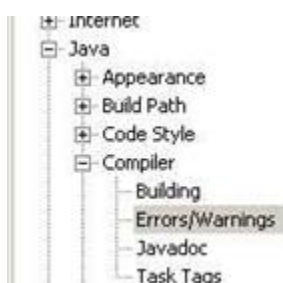 Internet
Java
Appearance
Build Path
Code Style
Compiler
Building
Errors/Warnings
Javadoc
Task Tags